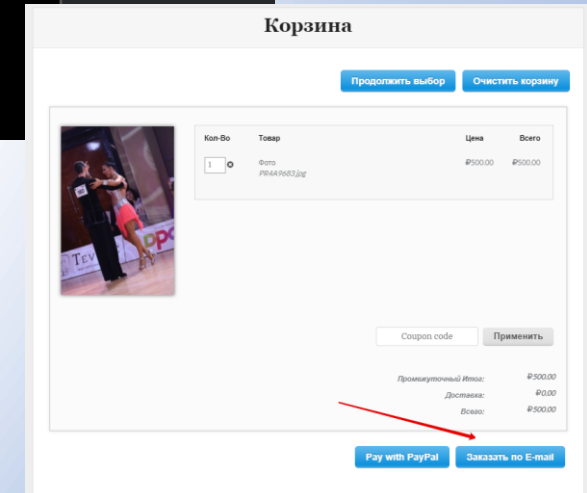 Корзина
Продолжить выбор Очистить корзину
Кол-Во Товар Цена Всего
1 Фото ₽500.00 ₽500.00
PR4A9683.jpg
TEV
Coupon code Применить
Промежуточный Итог: ₽500.00
Доставка: ₽0.00
Всего: ₽500.00
Pay with PayPal Заказать по E-mail